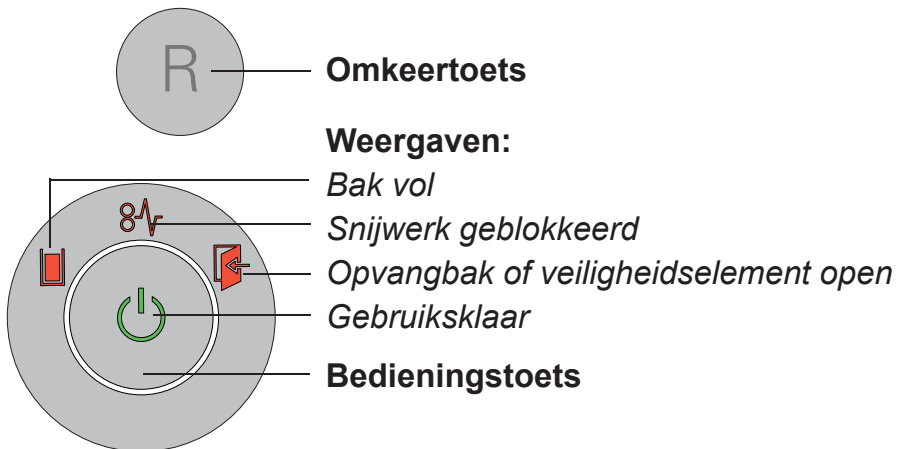 R
Omkeertoets
Weergaven:
Bak vol
Snijwerk geblokkeerd
Opvangbak of veiligheidselement open
Gebruiksklaar
Bedieningstoets